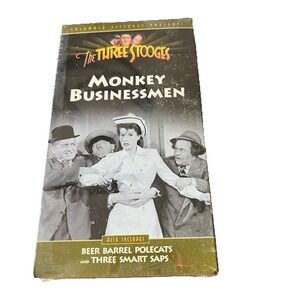 COLUMBIA PICTURES PRESENTS
The THREE STOOGES
MONKEY
BUSINESSMEN
ALSO INCLUDES
BEER BARREL POLECATS
AND THREE SMART SAPS